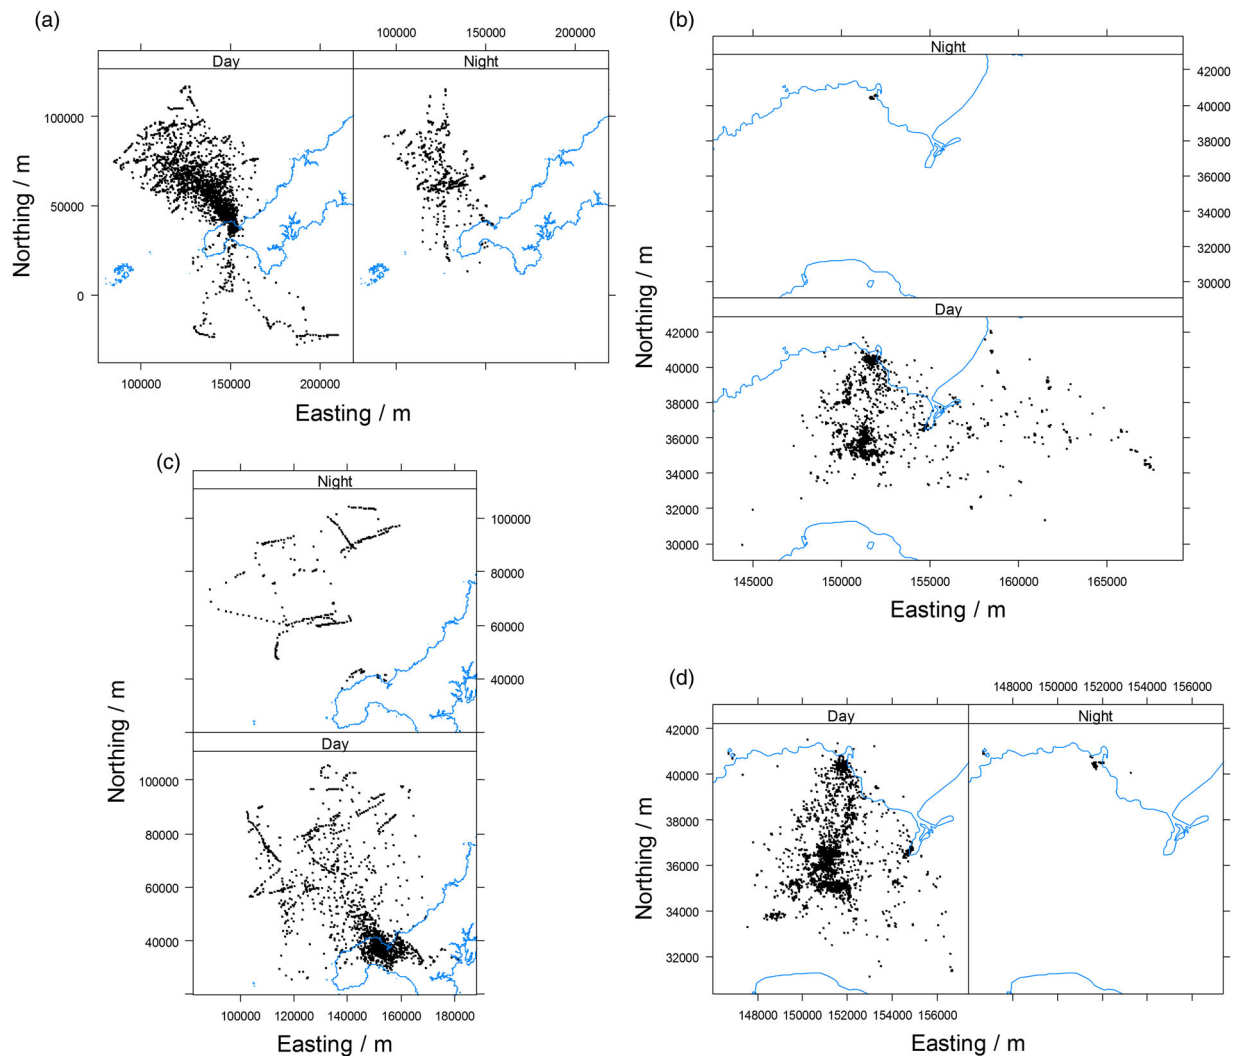 (a)
100000 150000 200000
Day
Night
100000
50000
0
Northing / m
100000 150000 200000
Easting / m
(b)
Night
42000
40000
38000
36000
34000
32000
30000
Day
42000
40000
38000
36000
34000
32000
30000
Northing / m
145000 150000 155000 160000 165000
Easting / m
(c)
Night
100000
80000
60000
40000
Day
100000
80000
60000
40000
Northing / m
100000 120000 140000 160000 180000
Easting / m
(d)
148000 150000 152000 154000 156000
Day
Night
42000
40000
38000
36000
34000
32000
Northing / m
148000 150000 152000 154000 156000
Easting / m